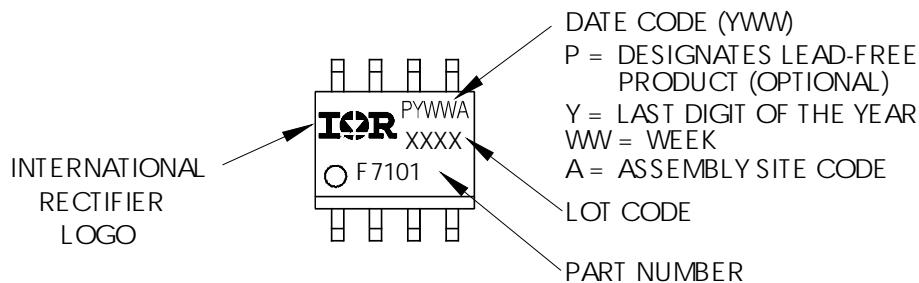 DATE CODE (YWW)
P = DESIGNATES LEAD-FREE
PRODUCT (OPTIONAL)
Y = LAST DIGIT OF THE YEAR
WW = WEEK
A = ASSEMBLY SITE CODE
LOT CODE
PART NUMBER
INTERNATIONAL
RECTIFIER
LOGO
IOR
PYWWA
XXXX
F7101